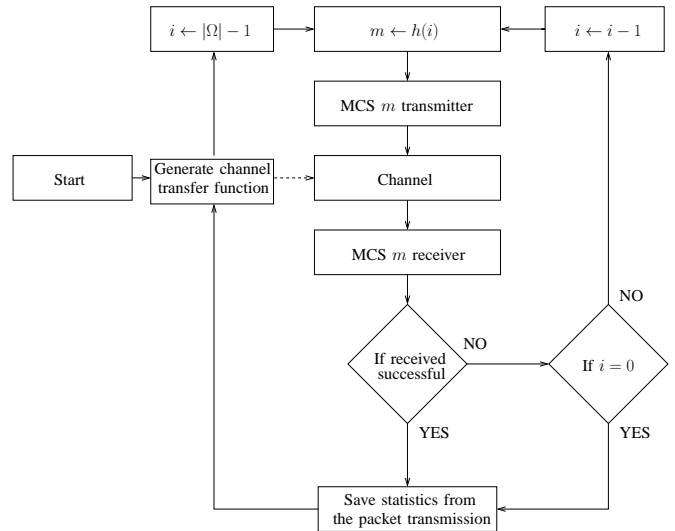 i ← |Ω| − 1
m ← h(i)
i ← i − 1
MCS m transmitter
Start
Generate channel
transfer function
Channel
MCS m receiver
NO
If received
successful
NO
If i = 0
YES
YES
Save statistics from
the packet transmission